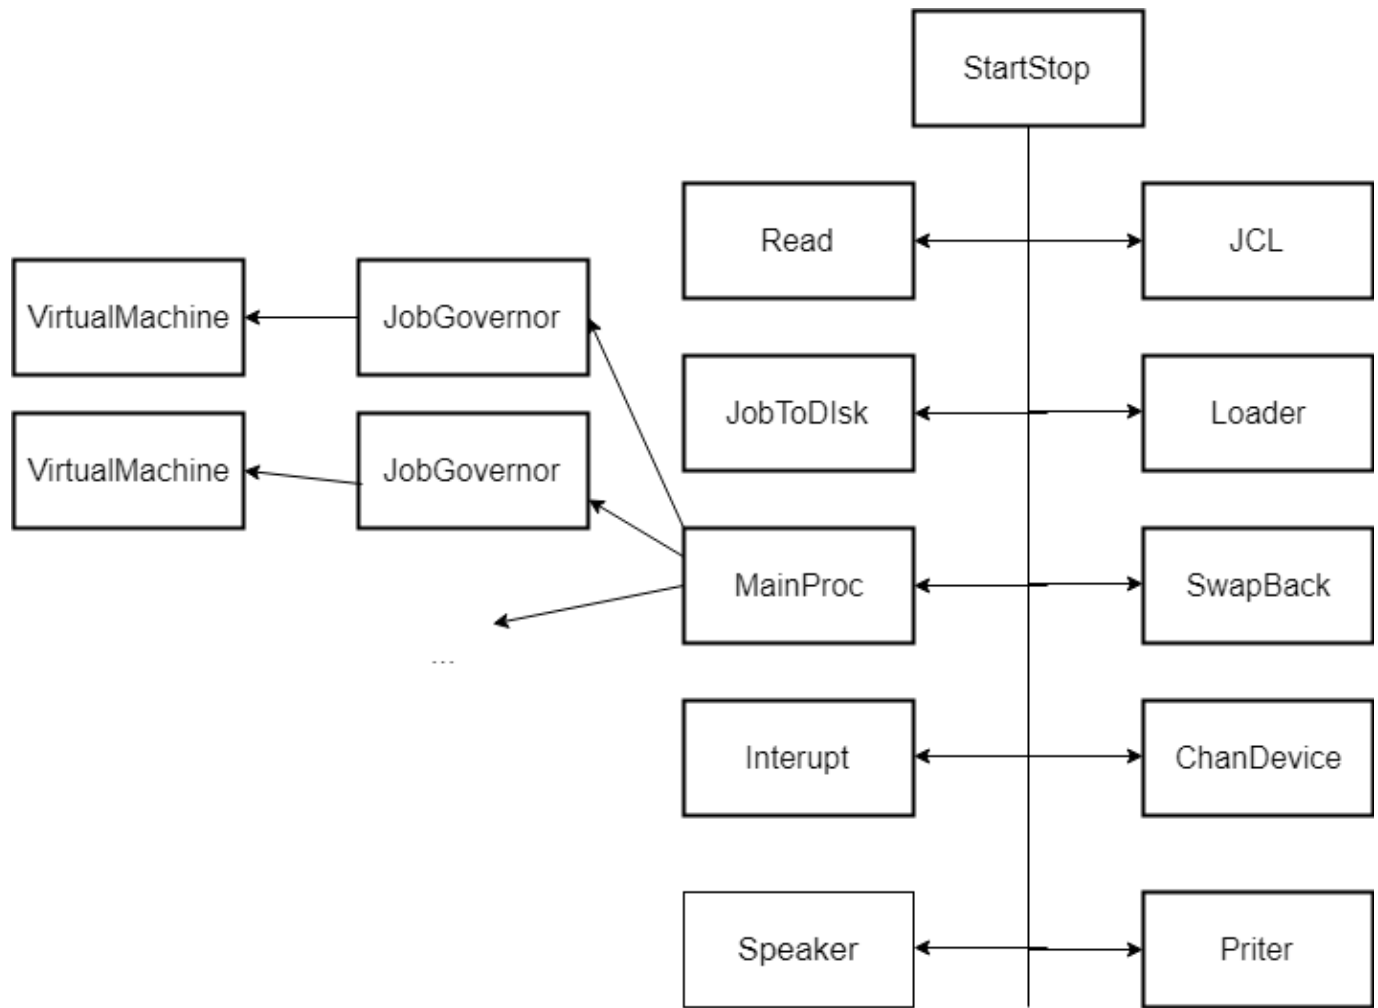 StartStop
Read
JCL
VirtualMachine
JobGovernor
JobToDIsk
Loader
VirtualMachine
JobGovernor
MainProc
SwapBack
...
Interupt
ChanDevice
Speaker
Priter